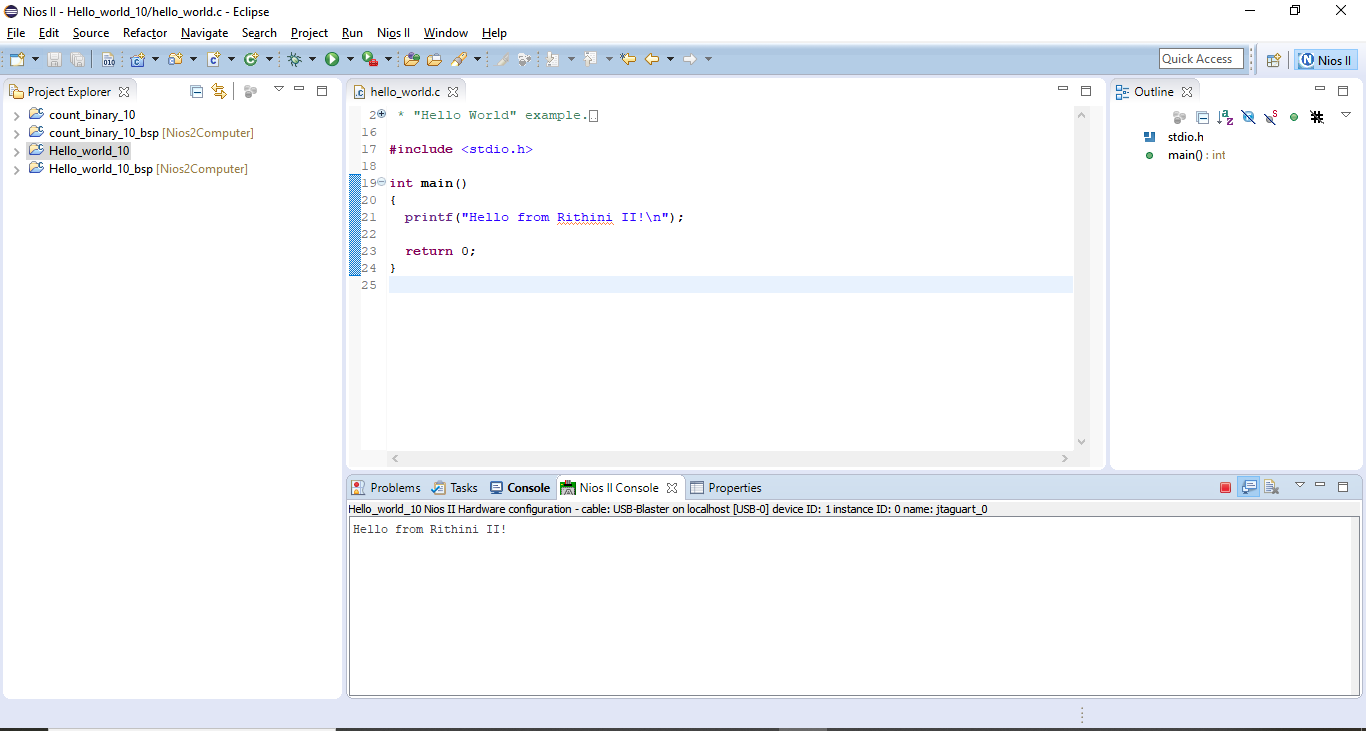 Nios II - Hello_world_10/hello_world.c - Eclipse
File Edit Source Refactor Navigate Search Project Run Nios II Window Help
Quick Access
Nios II
Project Explorer
count_binary_10
count_binary_10_bsp [Nios2Computer]
Hello_world_10
Hello_world_10_bsp [Nios2Computer]
hello_world.c
2 * "Hello World" example.
16
17 #include <stdio.h>
18
19 int main()
20 {
21 printf("Hello from Rithini II!\n");
22
23 return 0;
24 }
25
Outline
stdio.h
main() : int
Problems Tasks Console Nios II Console Properties
Hello_world_10 Nios II Hardware configuration - cable: USB-Blaster on localhost [USB-0] device ID: 1 instance ID: 0 name: jtaguart_0
Hello from Rithini II!